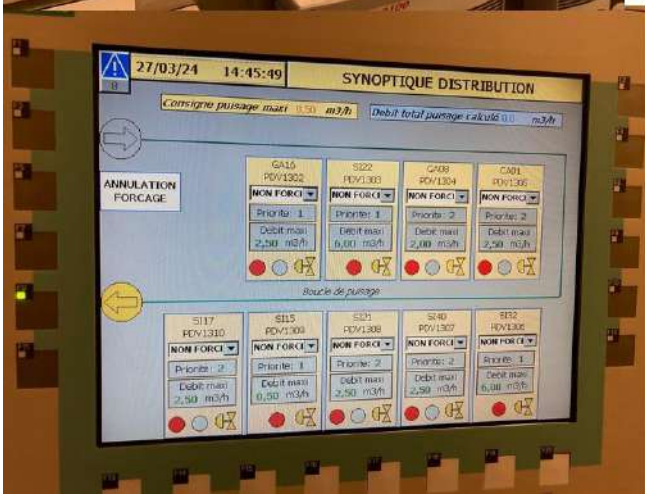 27/03/24 14:45:49 SYNOPTIQUE DISTRIBUTION
Consigne puisage maxi 0,50 m3/h Debit total puisage calculé 0,0 m3/h
ANNULATION
FORCAGE
GA16
PDV1302
NON FORCE
Priorite: 1
Debit maxi
2,50 m3/h
SI22
PDV1303
NON FORCE
Priorite: 1
Debit maxi
6,00 m3/h
GA08
PDV1304
NON FORCE
Priorite: 2
Debit maxi
2,00 m3/h
CA01
PDV1305
NON FORCE
Priorite: 2
Debit maxi
2,50 m3/h
Boucle de puisage
SI17
PDV1310
NON FORCE
Priorite: 2
Debit maxi
2,50 m3/h
SI15
PDV1309
NON FORCE
Priorite: 1
Debit maxi
0,50 m3/h
SI21
PDV1308
NON FORCE
Priorite: 2
Debit maxi
2,50 m3/h
SI40
PDV1307
NON FORCE
Priorite: 2
Debit maxi
2,50 m3/h
SI32
PDV1306
NON FORCE
Priorite: 1
Debit maxi
6,00 m3/h